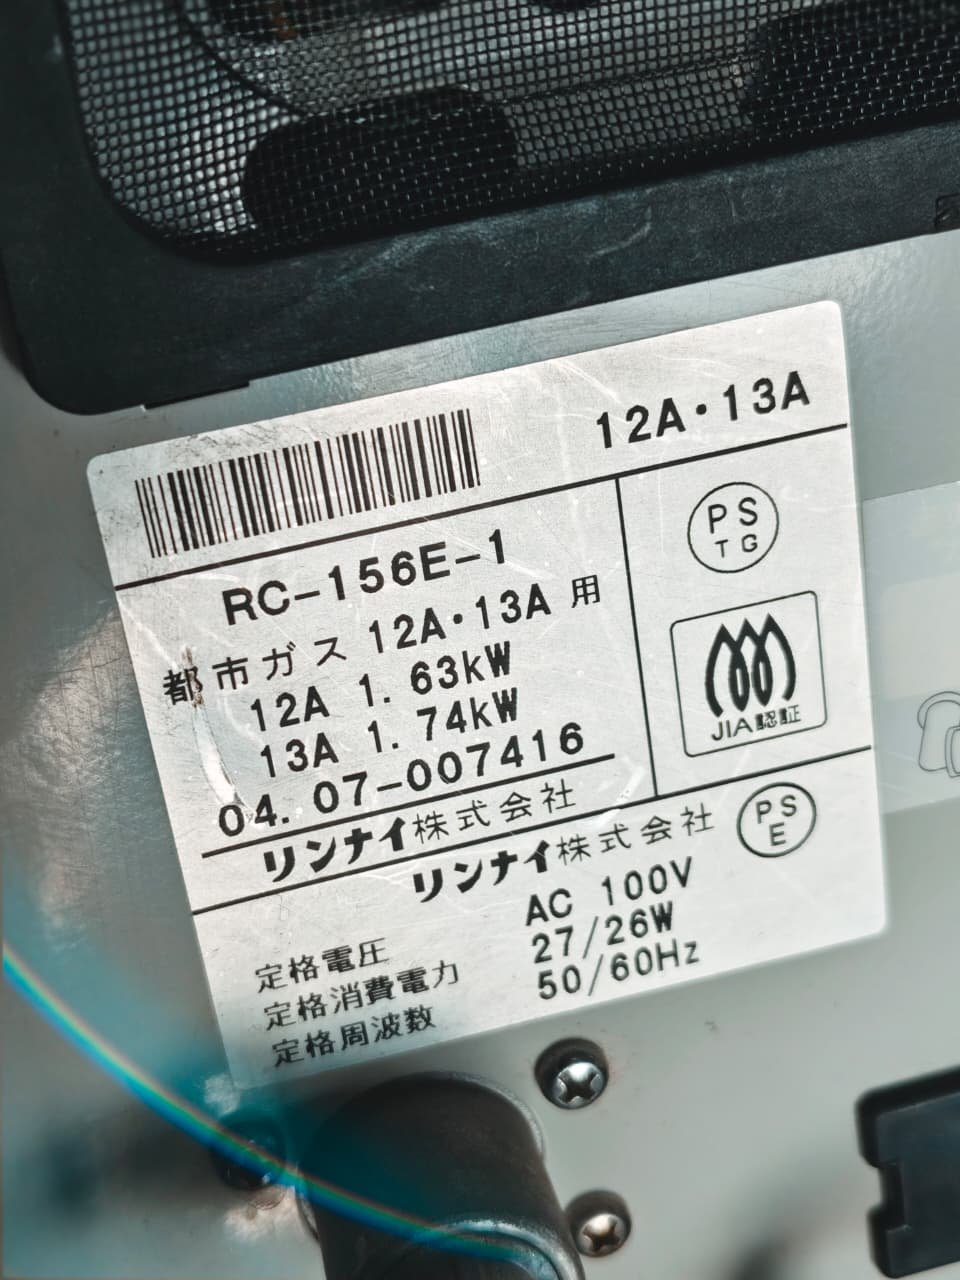 12A・13A
RC-156E-1
都市ガス 12A・13A 用
12A 1. 63kW
13A 1. 74kW
04. 07-007416
リンナイ株式会社
PS
TG
JIA認証
リンナイ株式会社
PS
E
定格電圧 AC 100V
定格消費電力 27/26W
定格周波数 50/60Hz